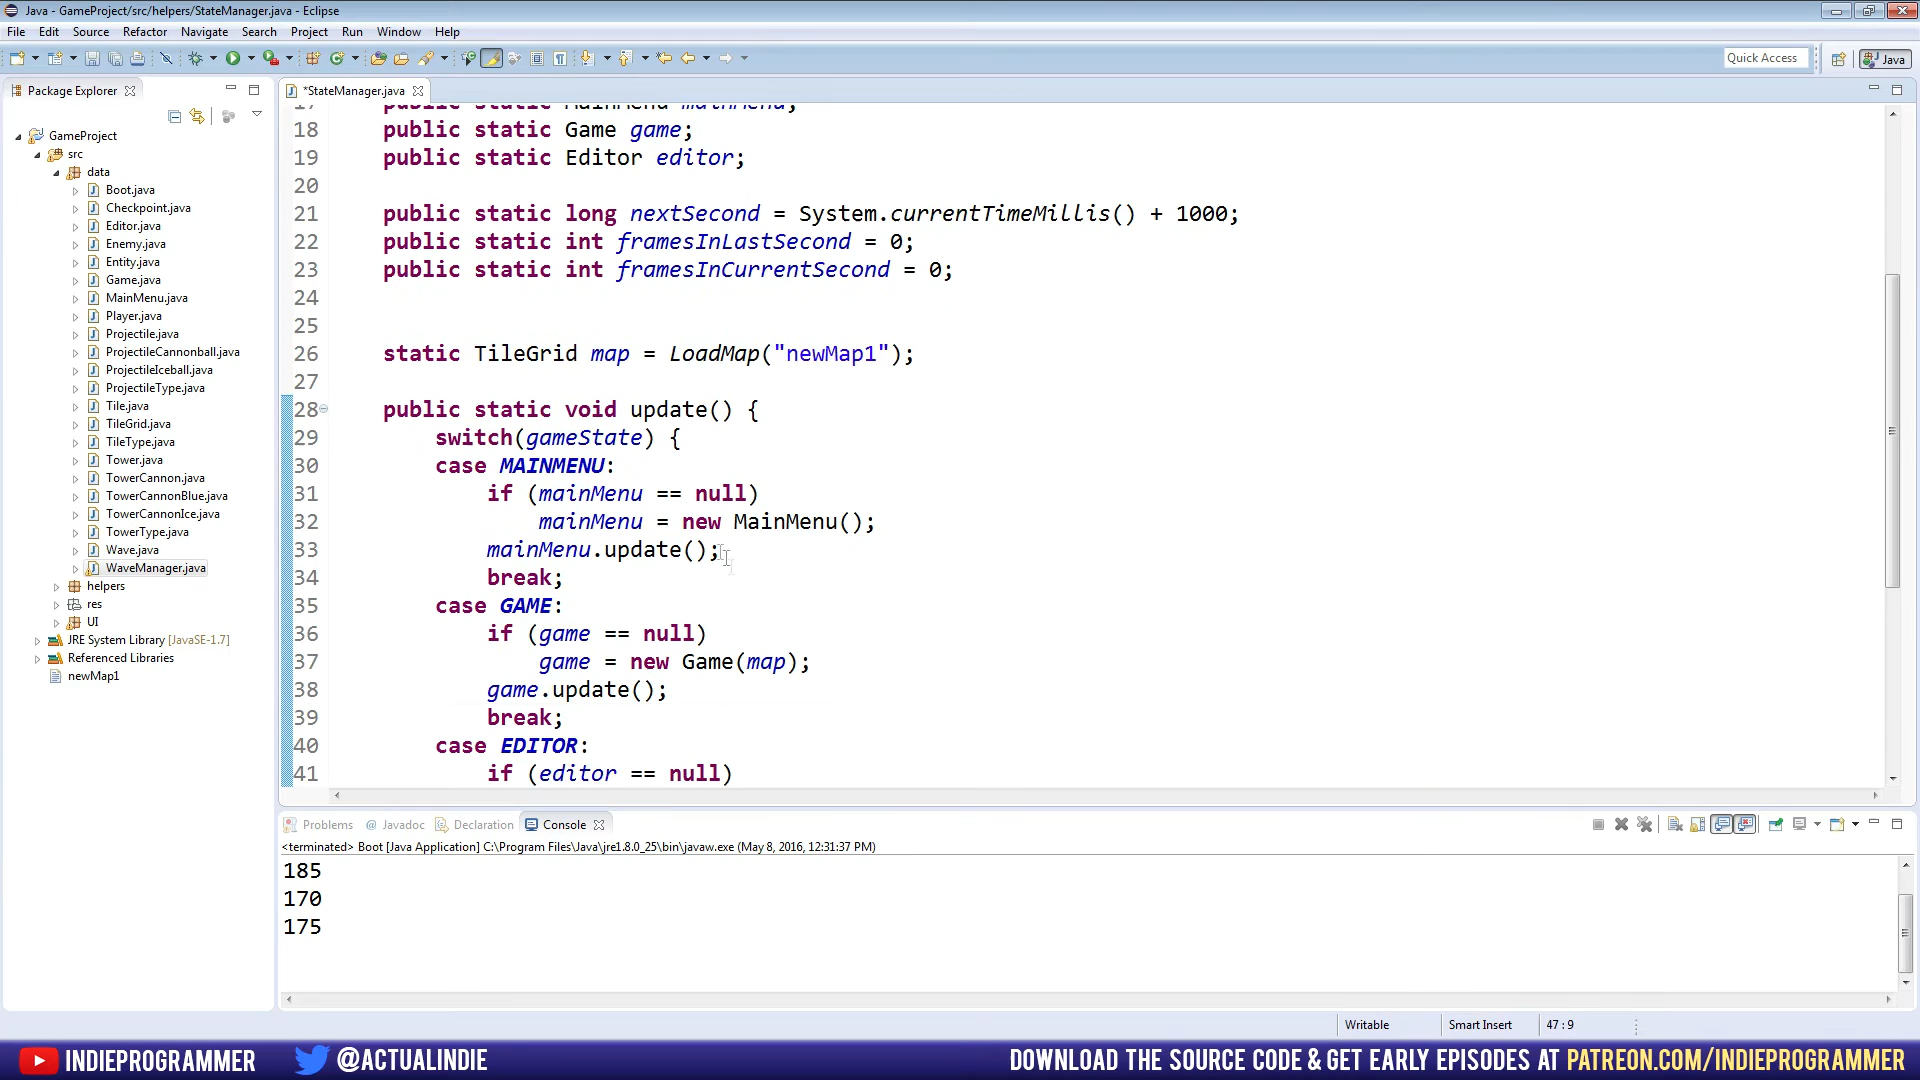 Java - GameProject/src/helpers/StateManager.java - Eclipse
File Edit Source Refactor Navigate Search Project Run Window Help
Quick Access
Java
Package Explorer
*StateManager.java
GameProject
src
data
Boot.java
Checkpoint.java
Editor.java
Enemy.java
Entity.java
Game.java
MainMenu.java
Player.java
Projectile.java
ProjectileCannonball.java
ProjectileIceball.java
ProjectileType.java
Tile.java
TileGrid.java
TileType.java
Tower.java
TowerCannon.java
TowerCannonBlue.java
TowerCannonIce.java
TowerType.java
Wave.java
WaveManager.java
helpers
res
UI
JRE System Library [JavaSE-1.7]
Referenced Libraries
newMap1
17 public static MainMenu mainMenu;
18 public static Game game;
19 public static Editor editor;
20
21 public static long nextSecond = System.currentTimeMillis() + 1000;
22 public static int framesInLastSecond = 0;
23 public static int framesInCurrentSecond = 0;
24
25
26 static TileGrid map = LoadMap("newMap1");
27
28 public static void update() {
29 switch(gameState) {
30 case MAINMENU:
31 if (mainMenu == null)
32 mainMenu = new MainMenu();
33 mainMenu.update();
34 break;
35 case GAME:
36 if (game == null)
37 game = new Game(map);
38 game.update();
39 break;
40 case EDITOR:
41 if (editor == null)
Problems @ Javadoc Declaration Console
<terminated> Boot [Java Application] C:\Program Files\Java\jre1.8.0_25\bin\javaw.exe (May 8, 2016, 12:31:37 PM)
185
170
175
Writable Smart Insert 47 : 9
INDIEPROGRAMMER @ACTUALINDIE DOWNLOAD THE SOURCE CODE & GET EARLY EPISODES AT PATREON.COM/INDIEPROGRAMMER